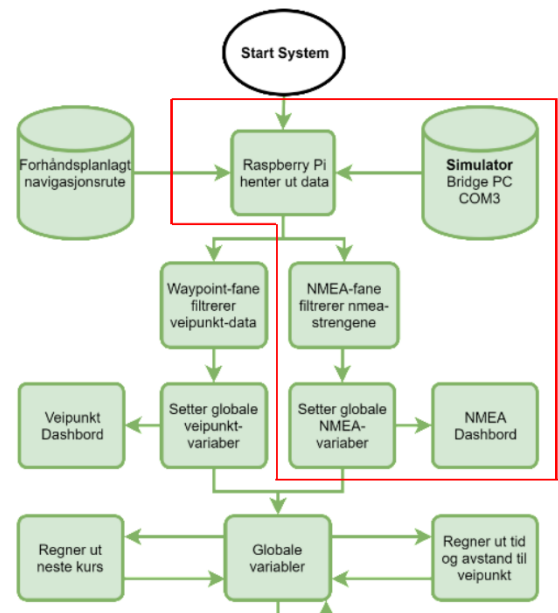 Start System
Forhåndsplanlagt
navigasjonsrute
Raspberry Pi
henter ut data
Simulator
Bridge PC
COM3
Waypoint-fane
filtrerer
veipunkt-data
NMEA-fane
filtrerer nmea-
strengene
Veipunkt
Dashbord
Setter globale
veipunkt-
variaber
Setter globale
NMEA-
variaber
NMEA
Dashbord
Regner ut
neste kurs
Globale
variabler
Regner ut tid
og avstand til
veipunkt